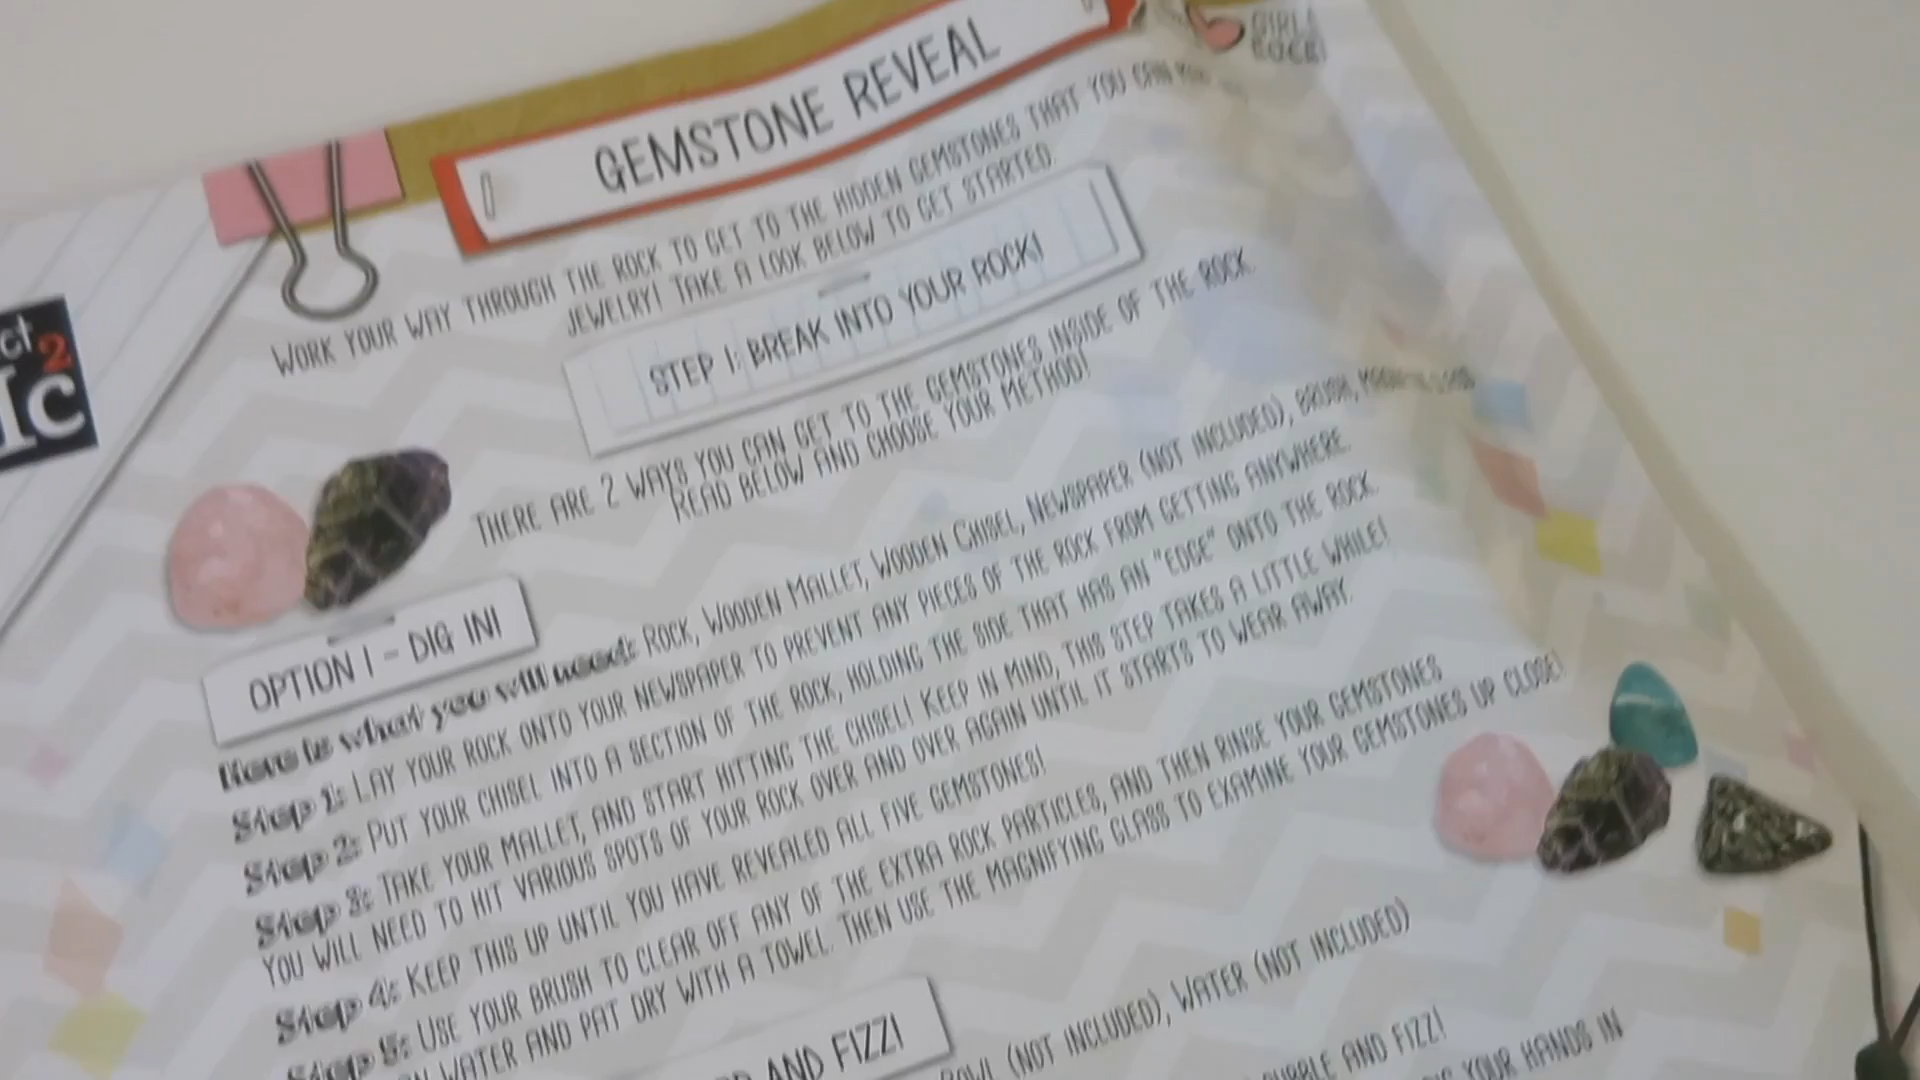 GEMSTONE REVEAL
GIRL
WORK YOUR WAY THROUGH THE ROCK TO GET TO THE HIDDEN GEMSTONES THAT YOU CAN
JEWELRY! TAKE A LOOK BELOW TO GET STARTED.
STEP 1: BREAK INTO YOUR ROCK!
THERE ARE 2 WAYS YOU CAN GET TO THE GEMSTONES INSIDE OF THE ROCK.
READ BELOW AND CHOOSE YOUR METHOD!
ct 2
Mc
OPTION 1 - DIG IN!
Here is what you will need: ROCK, WOODEN MALLET, WOODEN CHISEL, NEWSPAPER (NOT INCLUDED), BRUSH,
Step 1: LAY YOUR ROCK ONTO YOUR NEWSPAPER TO PREVENT ANY PIECES OF THE ROCK FROM GETTING ANYWHERE.
Step 2: PUT YOUR CHISEL INTO A SECTION OF THE ROCK, HOLDING THE SIDE THAT HAS AN "EDGE" ONTO THE ROCK.
Step 3: TAKE YOUR MALLET, AND START HITTING THE CHISEL! KEEP IN MIND, THIS STEP TAKES A LITTLE WHILE!
YOU WILL NEED TO HIT VARIOUS SPOTS OF YOUR ROCK OVER AND OVER AGAIN UNTIL IT STARTS TO WEAR AWAY.
Step 4: KEEP THIS UP UNTIL YOU HAVE REVEALED ALL FIVE GEMSTONES!
Step 5: USE YOUR BRUSH TO CLEAR OFF ANY OF THE EXTRA ROCK PARTICLES, AND THEN RINSE YOUR GEMSTONES
WATER AND PAT DRY WITH A TOWEL. THEN USE THE MAGNIFYING GLASS TO EXAMINE YOUR GEMSTONES UP CLOSE!
AND FIZZ!
BOWL (NOT INCLUDED), WATER (NOT INCLUDED)
BUBBLE AND FIZZ!
YOUR HANDS IN